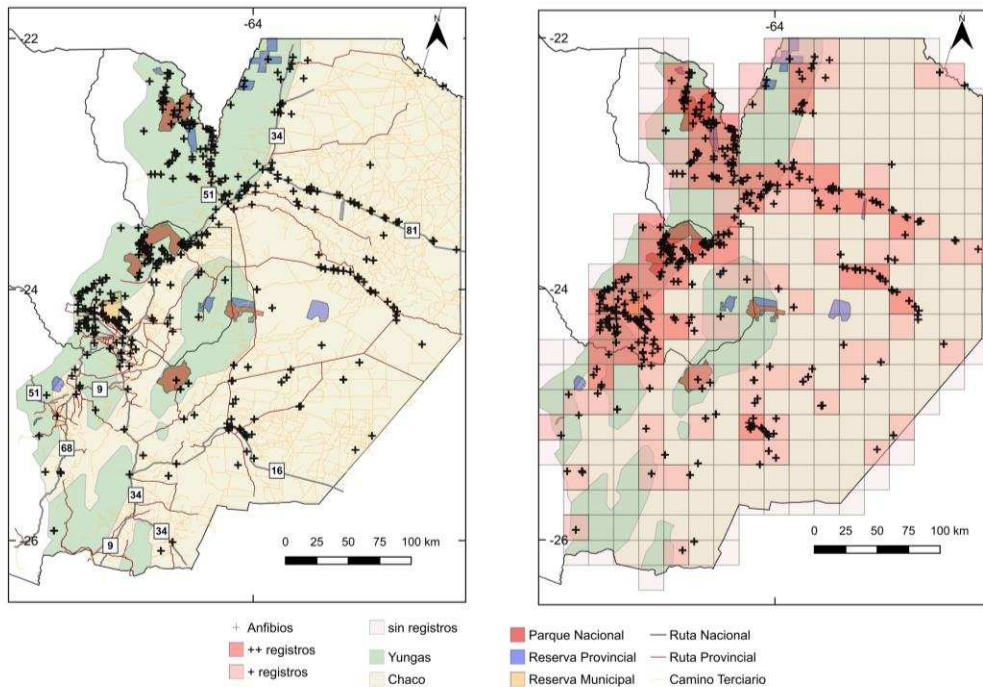 -64
-64
N
N
-22
-22
34
51
81
-24
-24
9
51
68
16
34
34
9
-26
-26
0 25 50 75 100 km
0 25 50 75 100 km
Anfibios
++ registros
+ registros
sin registros
Yungas
Chaco
Parque Nacional
Reserva Provincial
Reserva Municipal
Ruta Nacional
Ruta Provincial
Camino Terciario